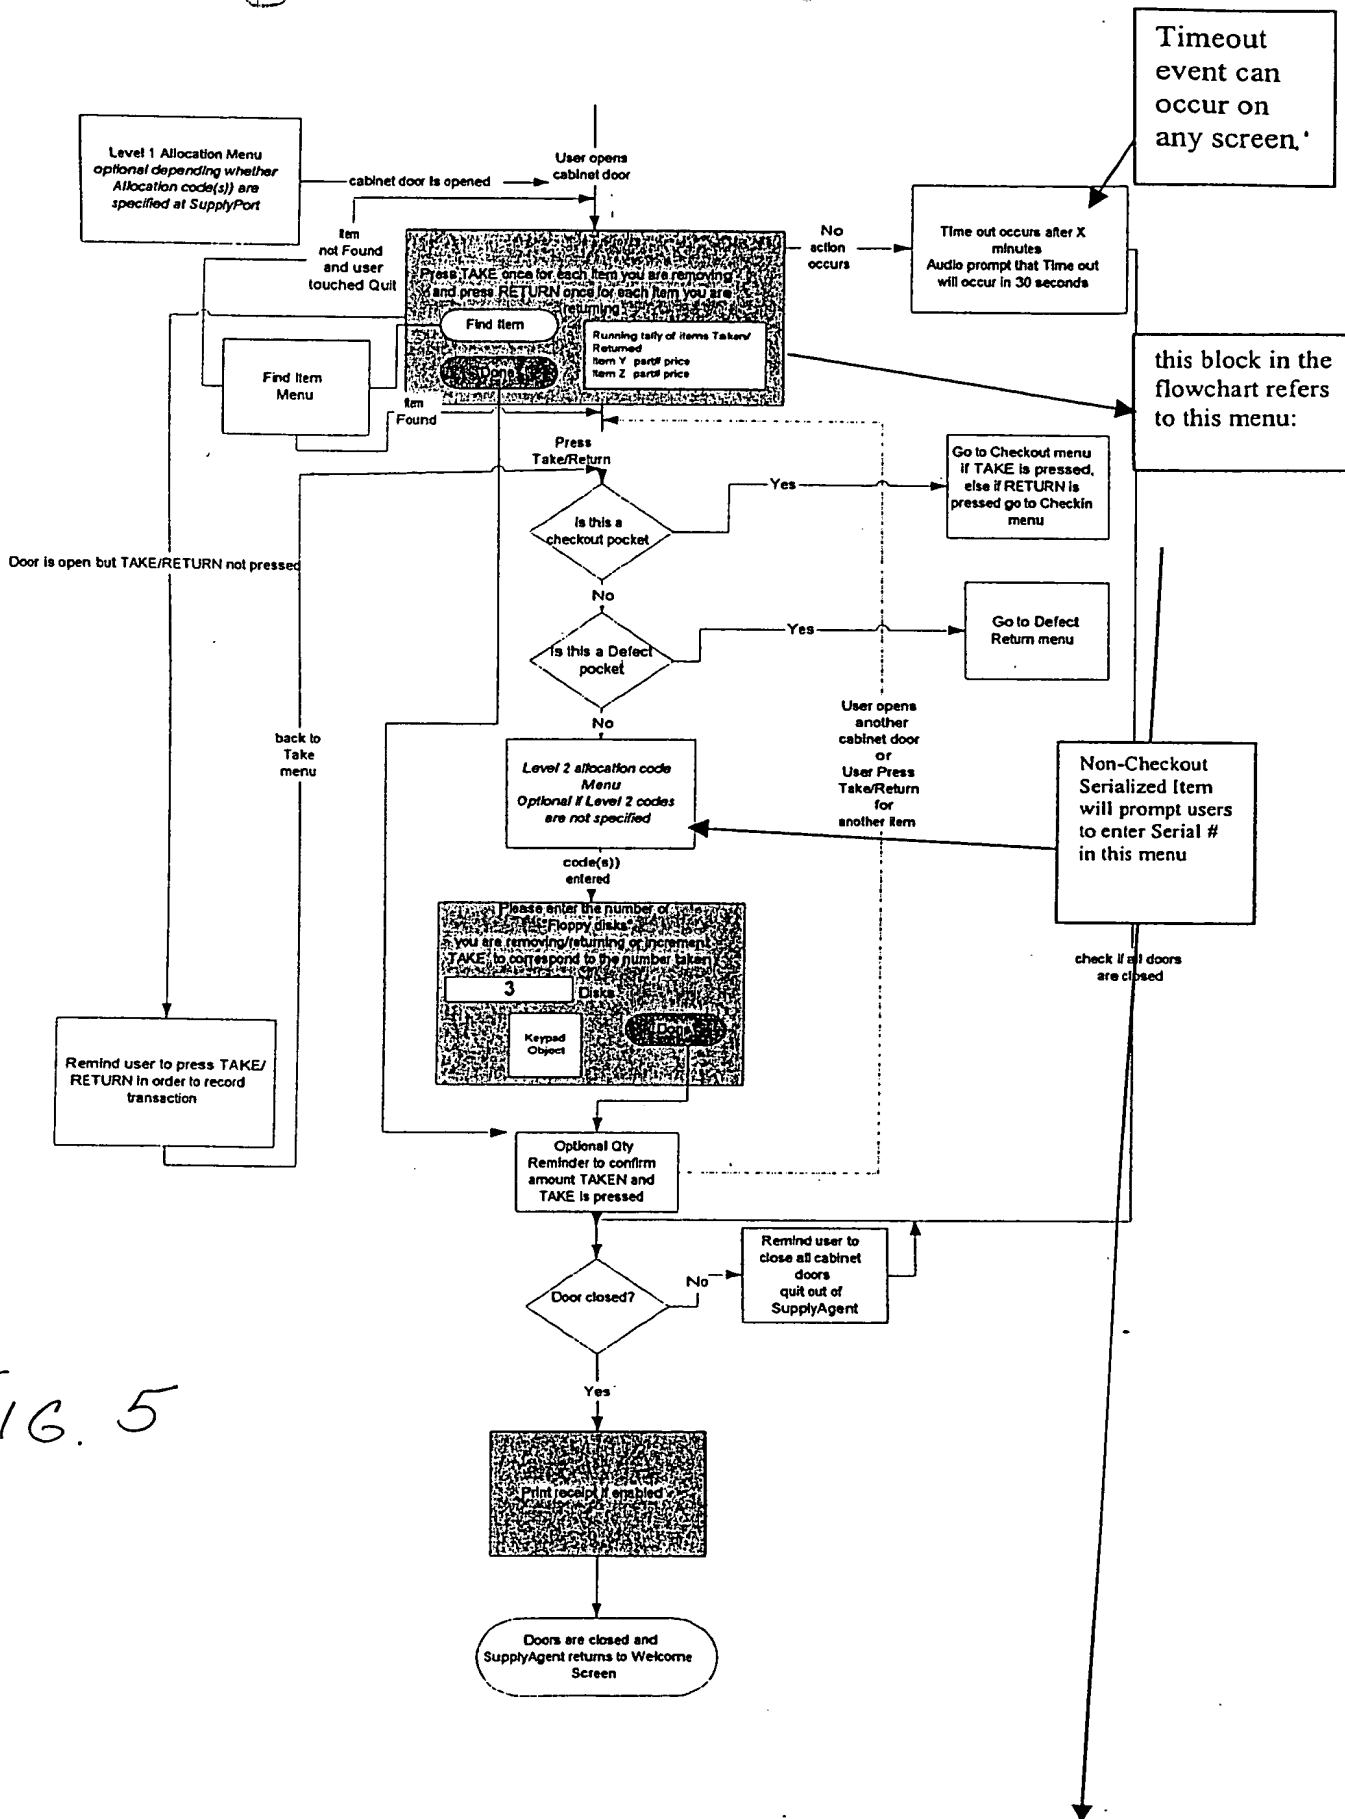 Timeout
event can
occur on
any screen.
Level 1 Allocation Menu
optional depending whether
Allocation code(s)) are
specified at SupplyPort
cabinet door is opened
User opens
cabinet door
Item
not Found
and user
touched Quit
No
action
occurs
Time out occurs after X
minutes
Audio prompt that Time out
will occur in 30 seconds
Press TAKE once for each item you are removing
and press RETURN once for each item you are
returning
Find Item
Done
Running tally of items Taken/
Returned
Item Y part# price
Item Z part# price
this block in the
flowchart refers
to this menu:
Find Item
Menu
Item
Found
Press
Take/Return
Is this a
checkout pocket
Yes
Go to Checkout menu
if TAKE is pressed,
else if RETURN is
pressed go to Checkin
menu
Door is open but TAKE/RETURN not pressed
No
Is this a Defect
pocket
Yes
Go to Defect
Return menu
No
back to
Take
menu
User opens
another
cabinet door
or
User Press
Take/Return
for
another item
Level 2 allocation code
Menu
Optional if Level 2 codes
are not specified
Non-Checkout
Serialized Item
will prompt users
to enter Serial #
in this menu
code(s))
entered
Please enter the number of
"Floppy disks"
you are removing/returning or increment
TAKE to correspond to the number taken
3
Disks
Keypad
Object
Done
check if all doors
are closed
Remind user to press TAKE/
RETURN in order to record
transaction
Optional Qty
Reminder to confirm
amount TAKEN and
TAKE is pressed
Door closed?
No
Remind user to
close all cabinet
doors
quit out of
SupplyAgent
Yes
FIG. 5
Print receipt if enabled
Doors are closed and
SupplyAgent returns to Welcome
Screen